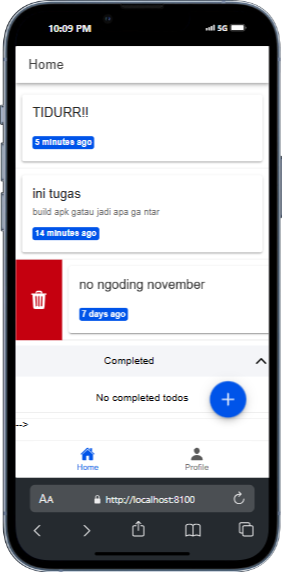 10:09 PM
5G
Home
TIDURR!!
5 minutes ago
ini tugas
build apk gatau jadi apa ga ntar
14 minutes ago
no ngoding november
7 days ago
Completed
No completed todos
-->
Home
Profile
AA
http://localhost:8100